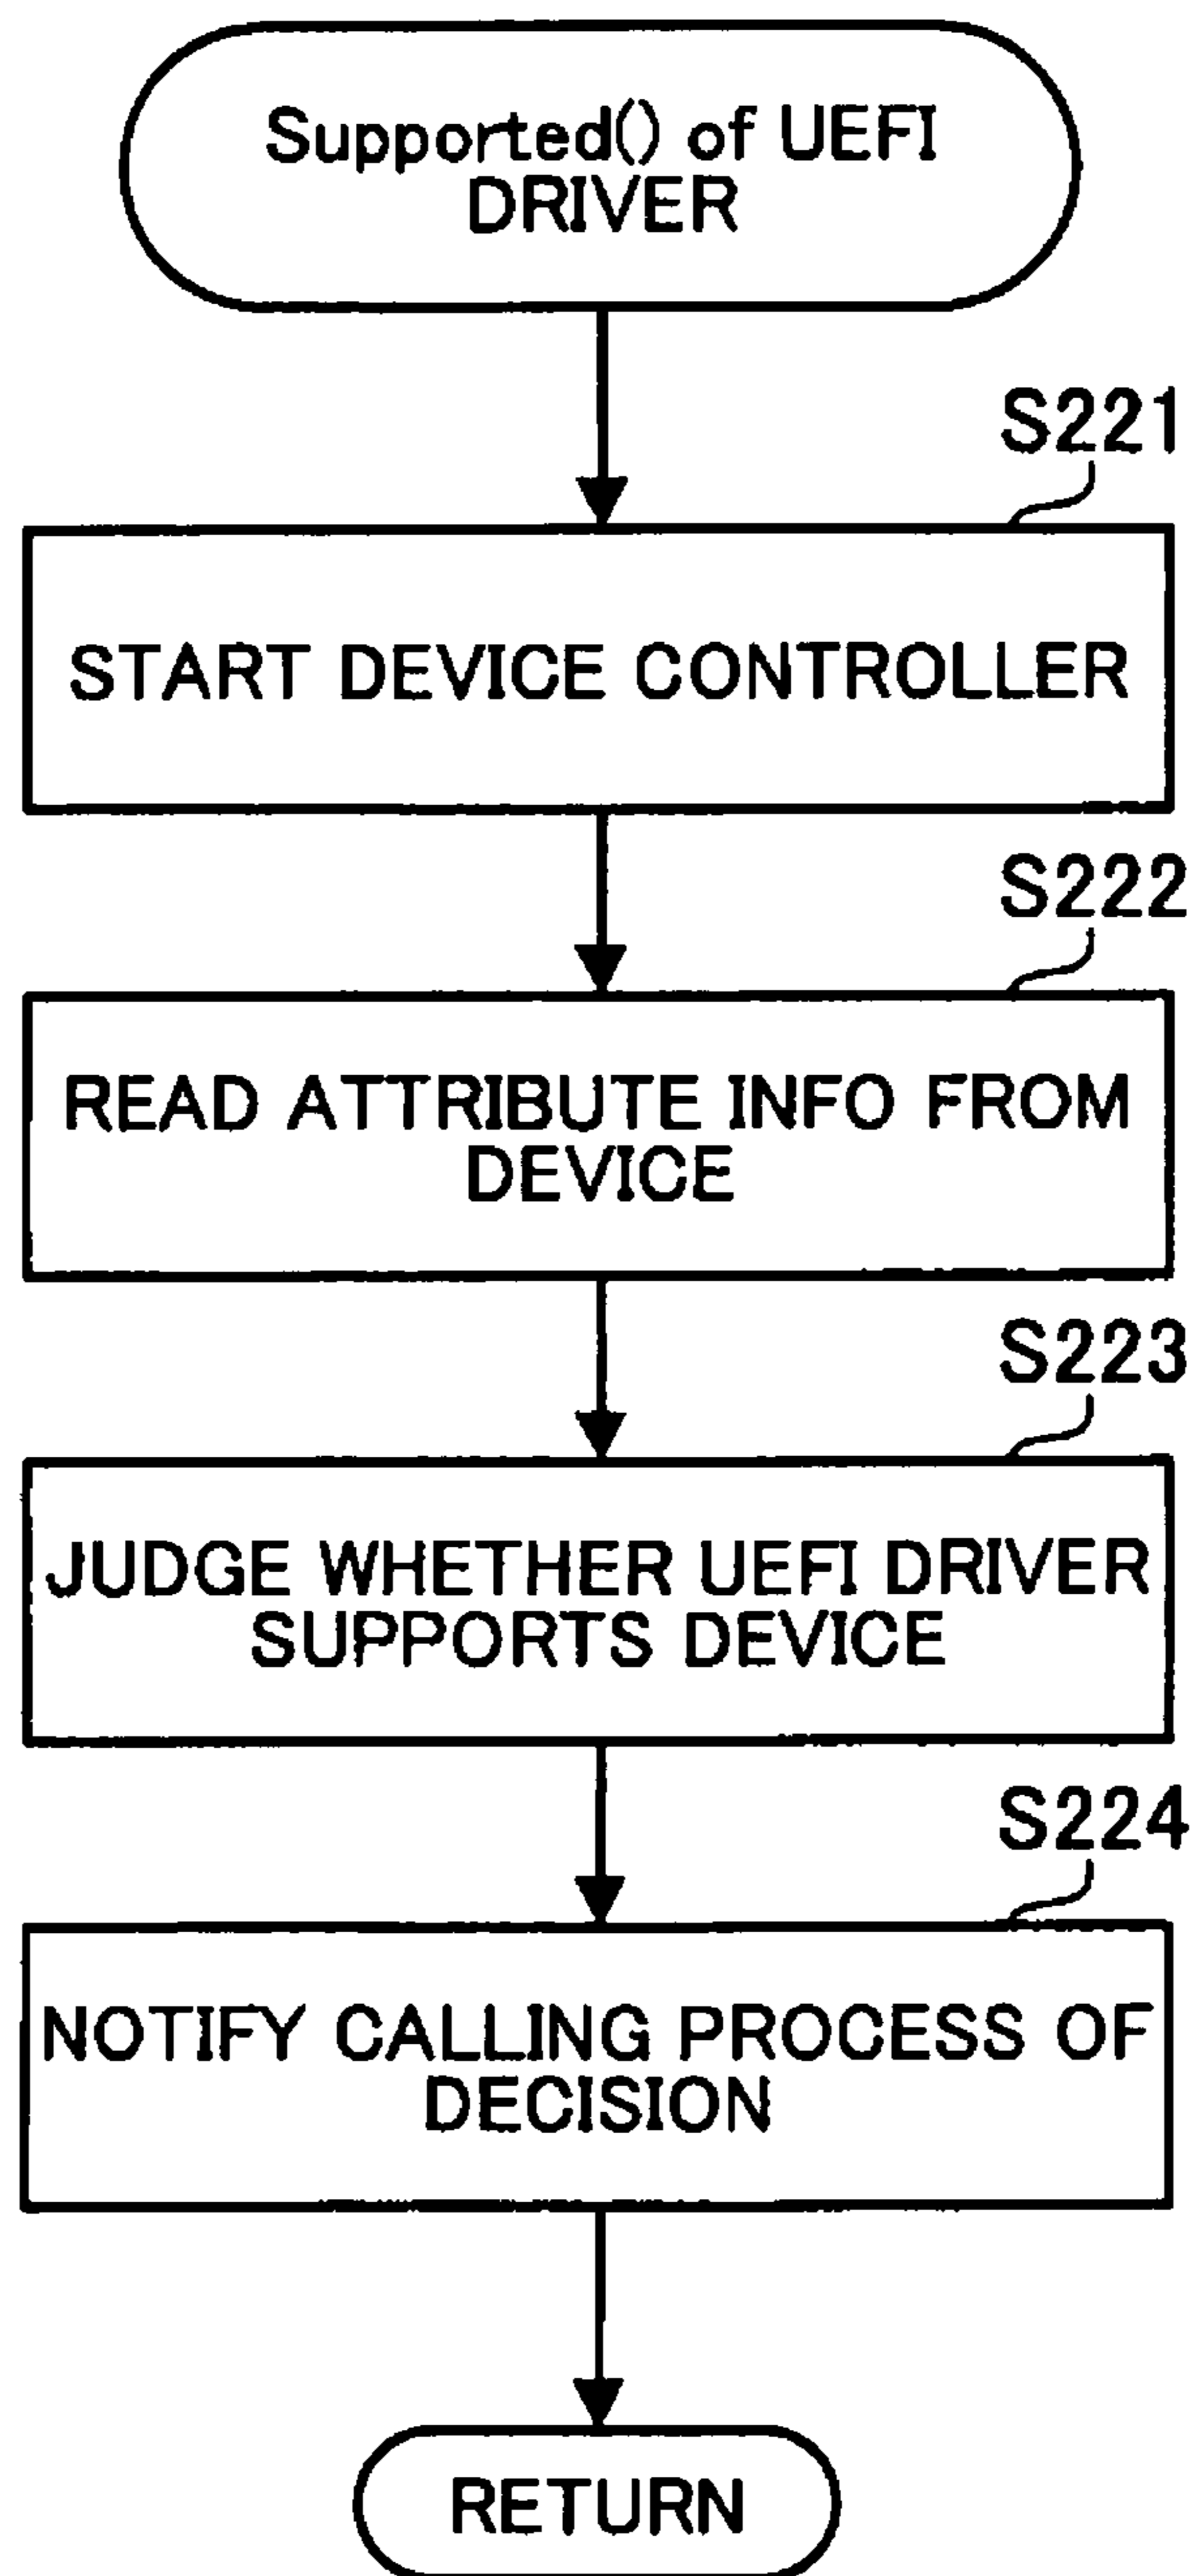 Supported() of UEFI
DRIVER
S221
START DEVICE CONTROLLER
S222
READ ATTRIBUTE INFO FROM
DEVICE
S223
JUDGE WHETHER UEFI DRIVER
SUPPORTS DEVICE
S224
NOTIFY CALLING PROCESS OF
DECISION
RETURN